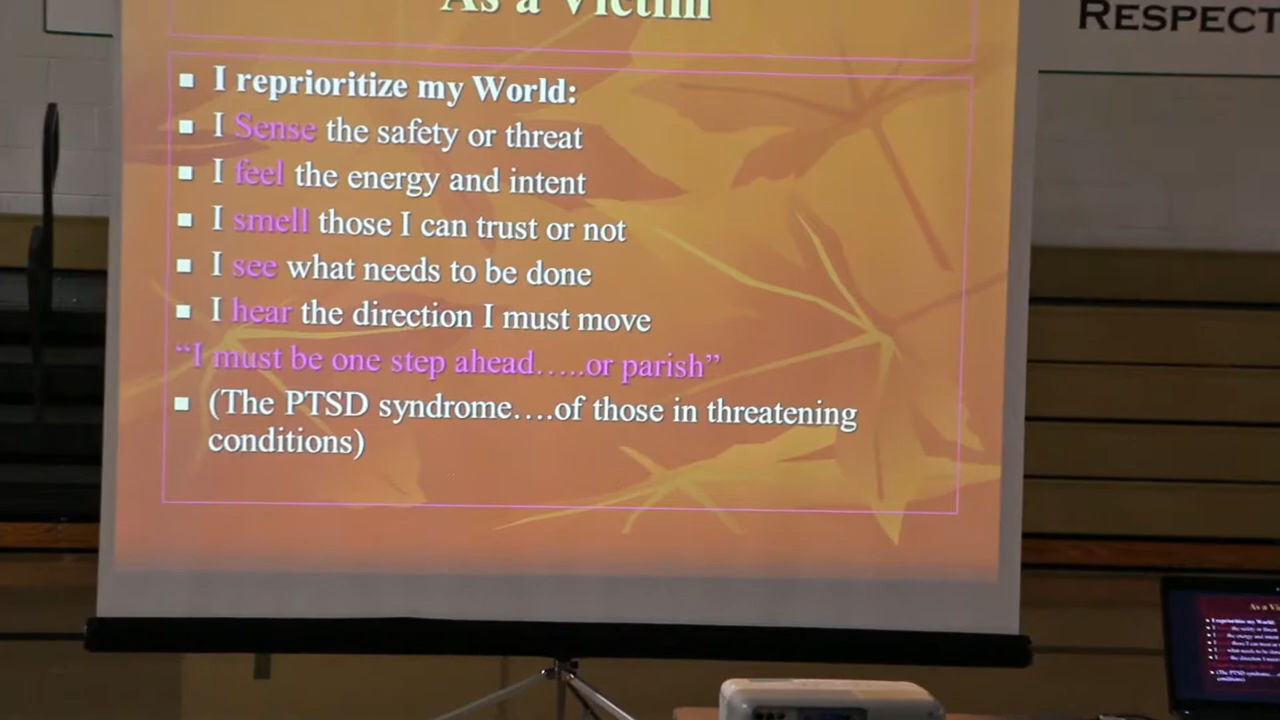 As a Victim
RESPECT
■ I reprioritize my World:
■ I Sense the safety or threat
■ I feel the energy and intent
■ I smell those I can trust or not
■ I see what needs to be done
■ I hear the direction I must move
“I must be one step ahead…..or parish”
■ (The PTSD syndrome….of those in threatening
conditions)